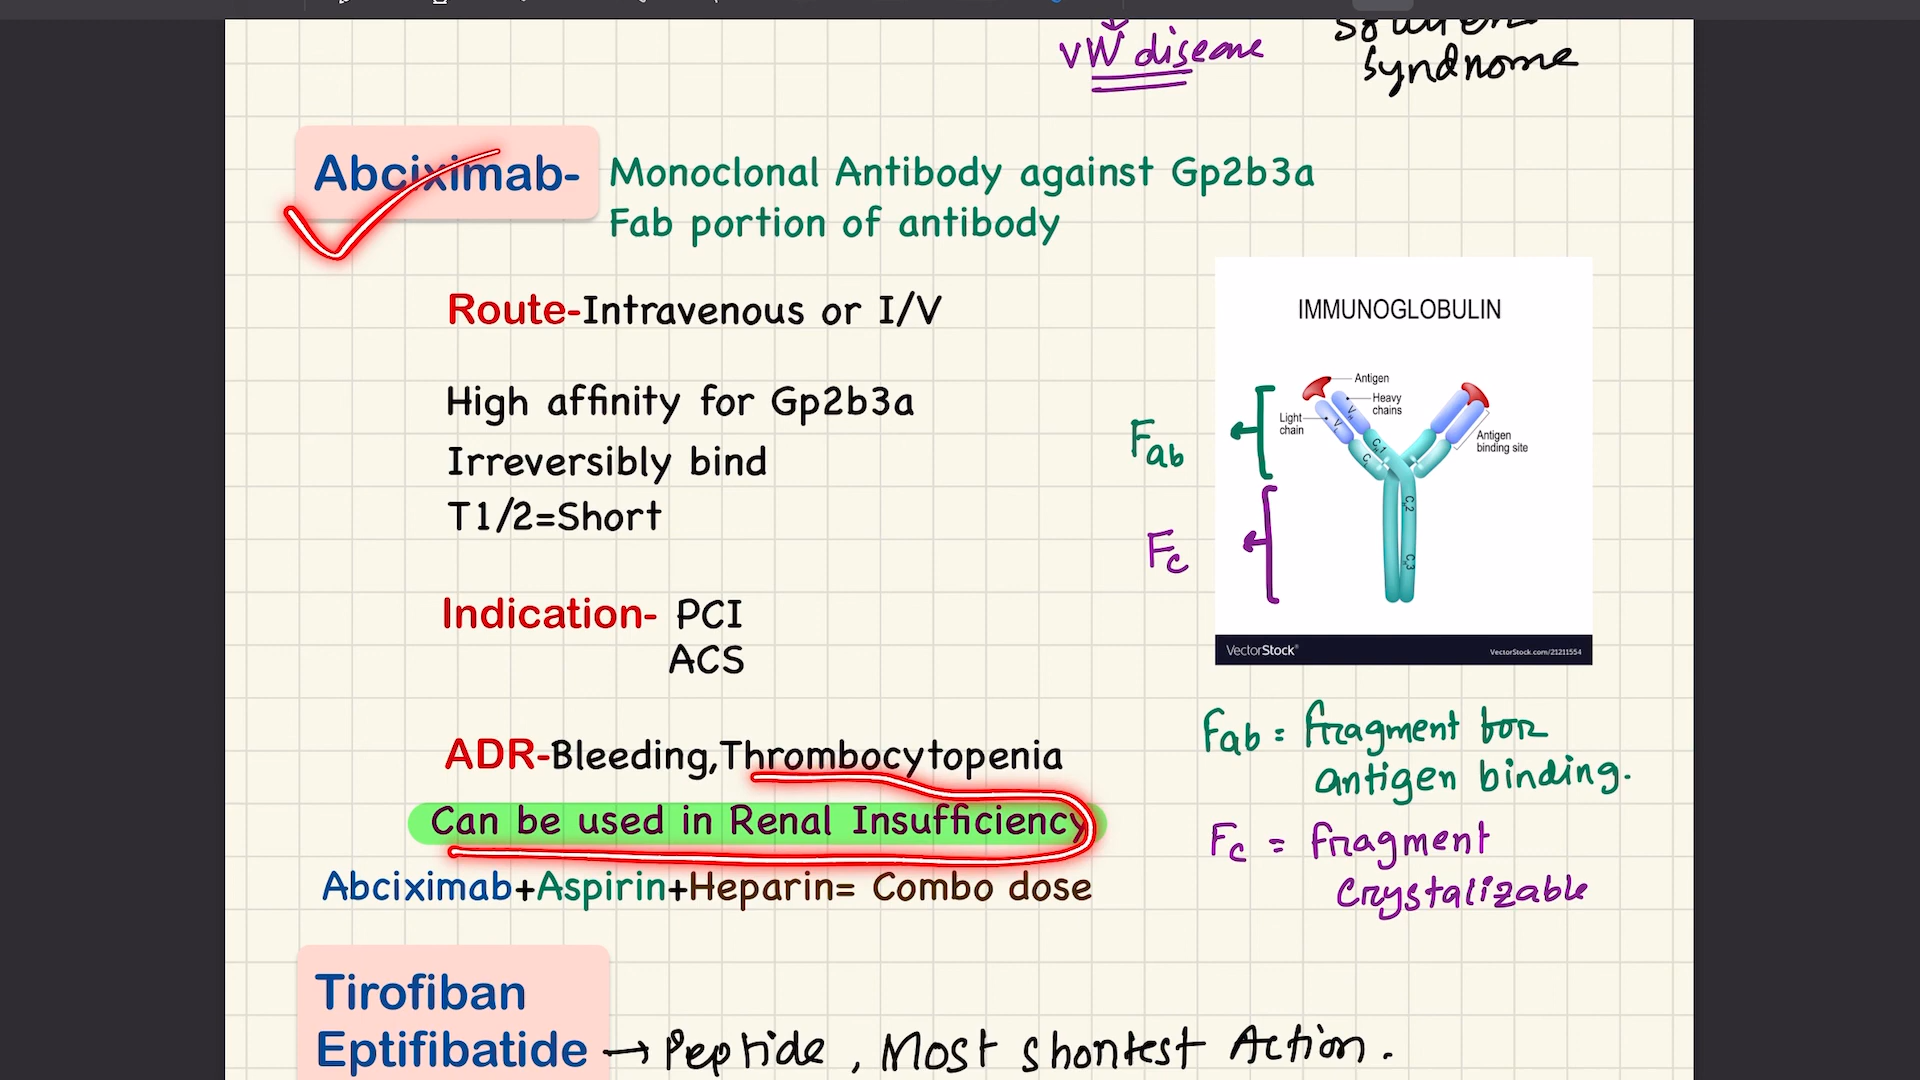 vW disease
Syndrome
Abciximab- Monoclonal Antibody against Gp2b3a
Fab portion of antibody
Route-Intravenous or I/V
High affinity for Gp2b3a
Irreversibly bind
T1/2=Short
Indication- PCI
ACS
ADR-Bleeding,Thrombocytopenia
Can be used in Renal Insufficiency
Abciximab+Aspirin+Heparin= Combo dose
IMMUNOGLOBULIN
Antigen
Heavy
chains
Light
chain
Antigen
binding site
Fab
Fc
VectorStock®
VectorStock.com/21211554
Fab = Fragment for
antigen binding.
Fc = Fragment
Crystalizable
Tirofiban
Eptifibatide → Peptide, Most shortest Action.